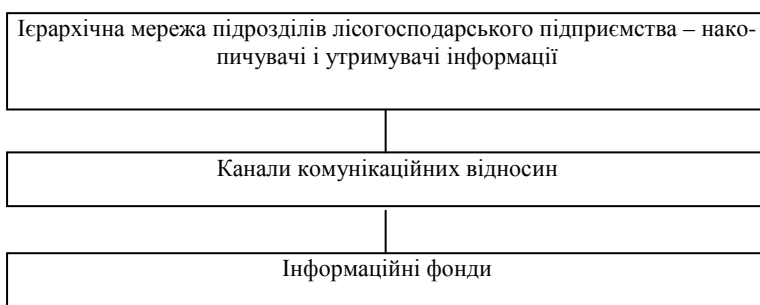 Ієрархічна мережа підрозділів лісогосподарського підприємства – нако-
пичувачі і утримувачі інформації
Канали комунікаційних відносин
Інформаційні фонди